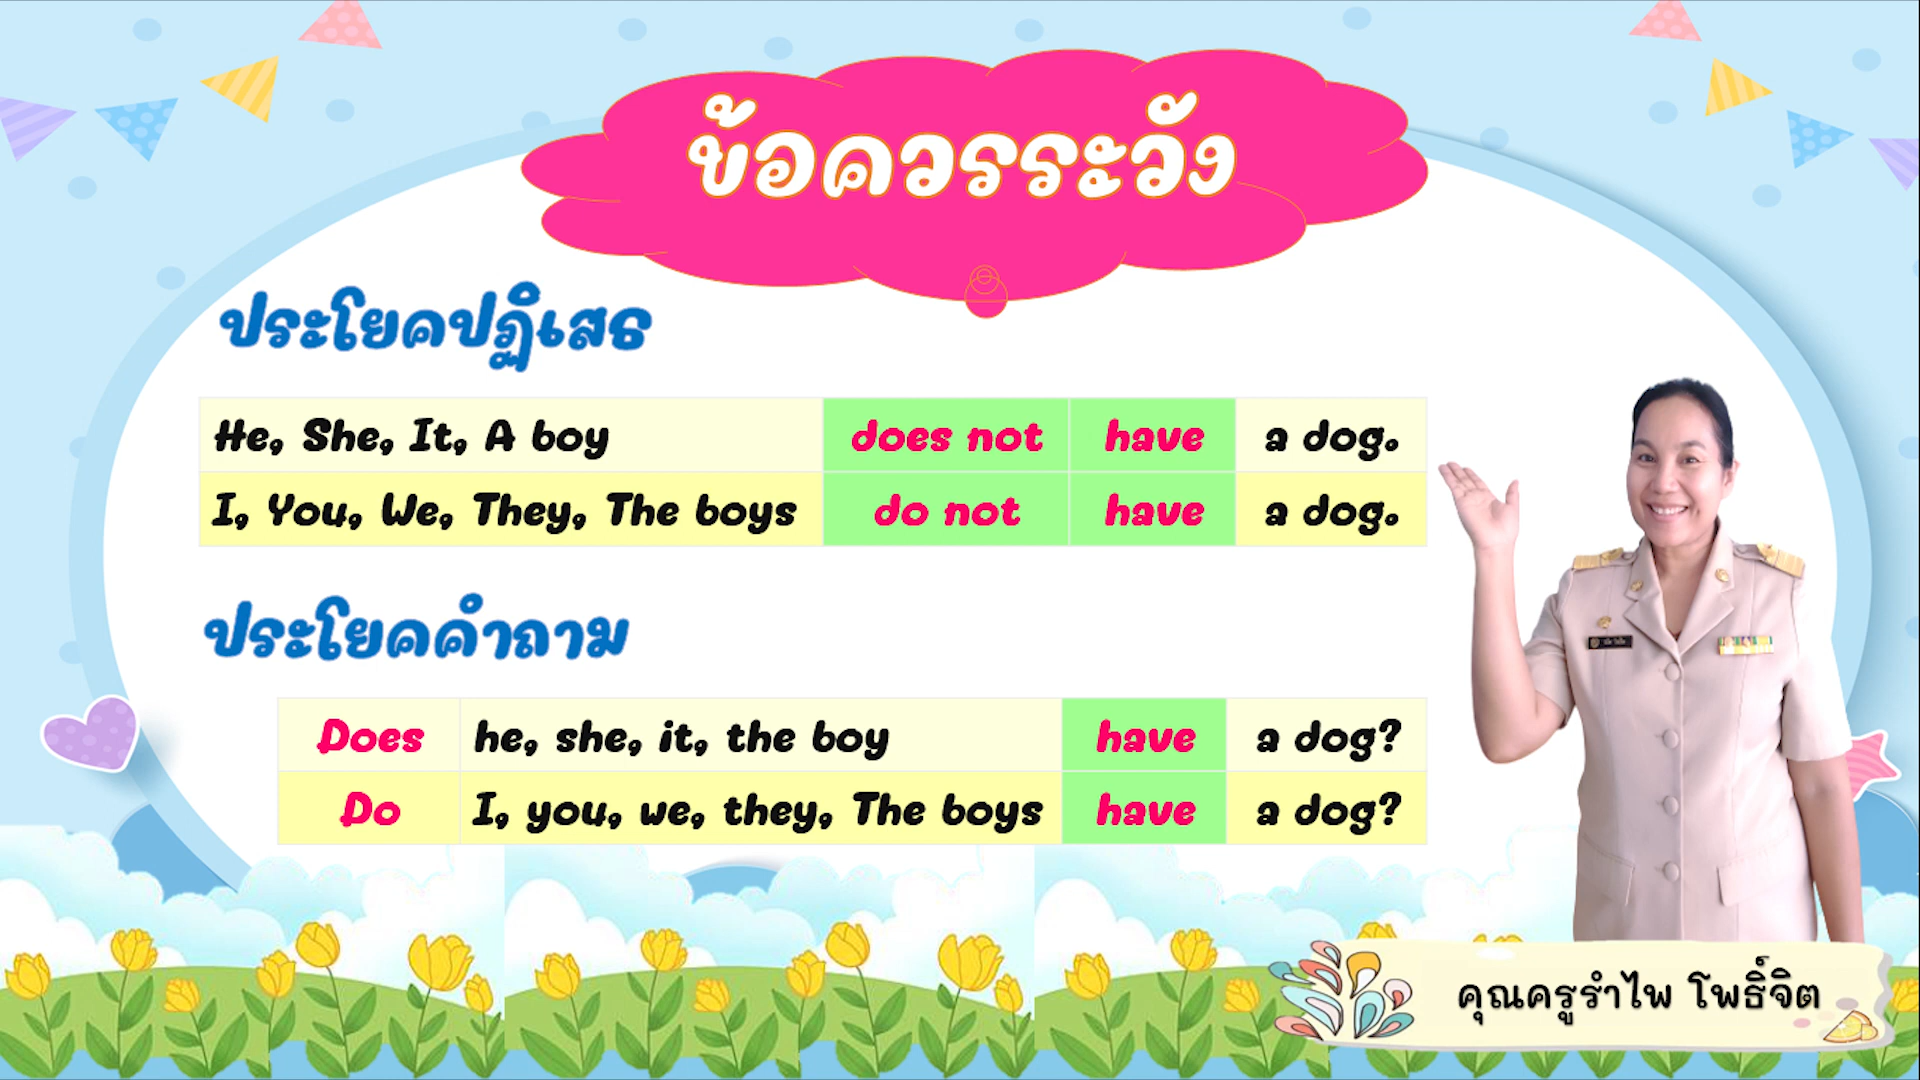 ข้อควรระวัง
ประโยคปฏิเสธ
He, She, It, A boy does not have a dog.
I, You, We, They, The boys do not have a dog.
ประโยคคำถาม
Does he, she, it, the boy have a dog?
Do I, you, we, they, The boys have a dog?
คุณครูรำไพ โพธิ์จิต